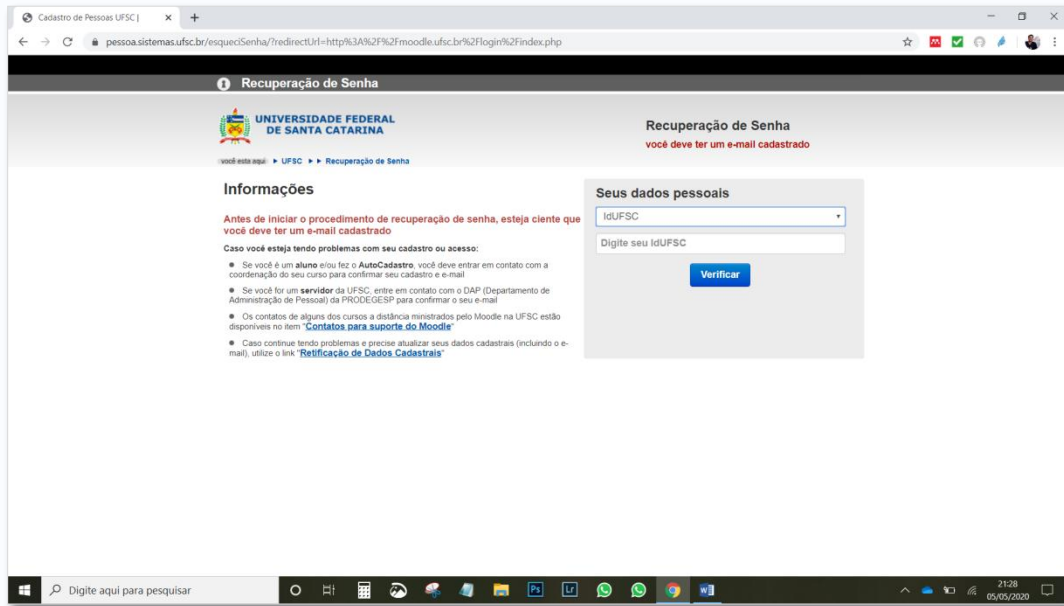 Cadastro de Pessoas UFSC |
pessoa.sistemas.ufsc.br/esqueciSenha/?redirectUrl=http%3A%2F%2Fmoodle.ufsc.br%2Flogin%2Findex.php
Recuperação de Senha
UNIVERSIDADE FEDERAL
DE SANTA CATARINA
você esta aqui UFSC Recuperação de Senha
Recuperação de Senha
você deve ter um e-mail cadastrado
Informações
Antes de iniciar o procedimento de recuperação de senha, esteja ciente que
você deve ter um e-mail cadastrado
Caso você esteja tendo problemas com seu cadastro ou acesso:
Se você é um aluno e/ou fez o AutoCadastro, você deve entrar em contato com a
coordenação do seu curso para confirmar seu cadastro e e-mail
Se você for um servidor da UFSC, entre em contato com o DAP (Departamento de
Administração de Pessoal) da PRODEGESP para confirmar o seu e-mail
Os contatos de alguns dos cursos a distância ministrados pelo Moodle na UFSC estão
disponíveis no item "Contatos para suporte do Moodle"
Caso continue tendo problemas e precise atualizar seus dados cadastrais (incluindo o e-
mail), utilize o link "Retificação de Dados Cadastrais"
Seus dados pessoais
IdUFSC
Digite seu IdUFSC
Verificar
Digite aqui para pesquisar
Ps
Lr
21:28
05/05/2020